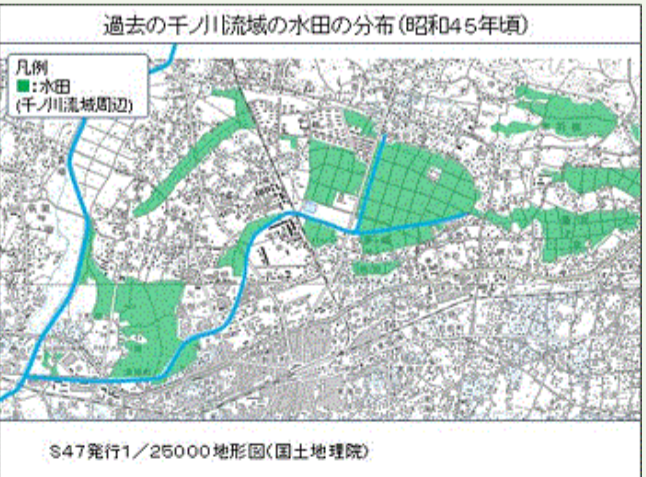 過去の千ノ川流域の水田の分布(昭和45年頃)
凡例
■:水田
(千ノ川流域周辺)
S47発行1/25000地形図(国土地理院)